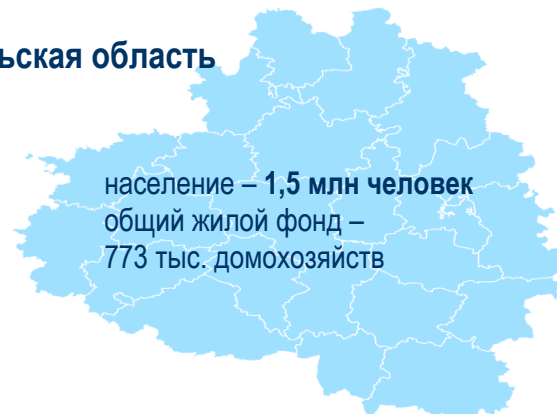 ьская область
население – 1,5 млн человек
общий жилой фонд –
773 тыс. домохозяйств